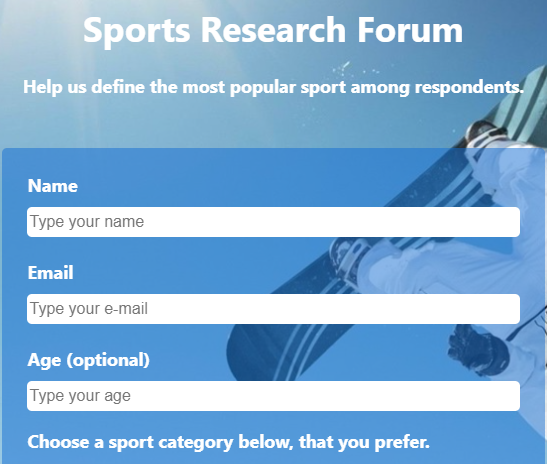 Sports Research Forum
Help us define the most popular sport among respondents.
Name
Type your name
Email
Type your e-mail
Age (optional)
Type your age
Choose a sport category below, that you prefer.